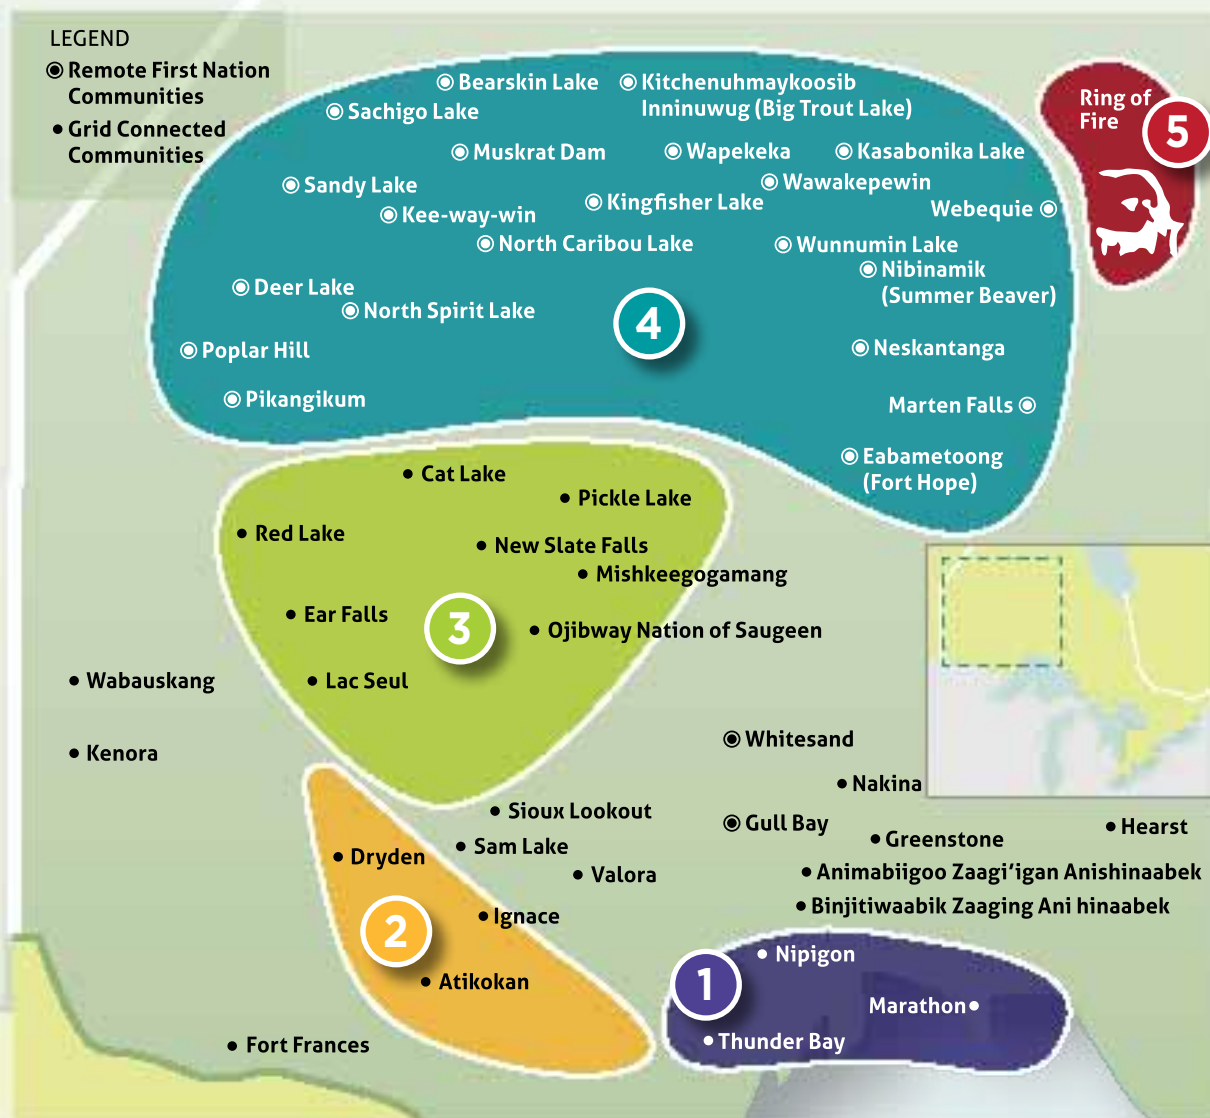 LEGEND
Remote First Nation
Communities
Grid Connected
Communities
Bearskin Lake
Kitchenuhmaykoosib
Inninuwug (Big Trout Lake)
Sachigo Lake
Ring of
Fire
5
Muskrat Dam
Wapekeka
Kasabonika Lake
Sandy Lake
Wawakepewin
Kingfisher Lake
Webequie
Kee-way-win
North Caribou Lake
Wunnumin Lake
Nibinamik
(Summer Beaver)
Deer Lake
North Spirit Lake
4
Poplar Hill
Neskantanga
Pikangikum
Marten Falls
Eabametoong
(Fort Hope)
Cat Lake
Pickle Lake
Red Lake
New Slate Falls
Mishkeegogamang
Ear Falls
3
Ojibway Nation of Saugeen
Wabauskang
Lac Seul
Kenora
Whitesand
Nakina
Sioux Lookout
Gull Bay
Hearst
Greenstone
Sam Lake
Dryden
Valora
Animabiigoo Zaagi’igan Anishinaabek
Binjitiwaabik Zaaging Ani hinaabek
Ignace
2
Nipigon
Atikokan
1
Marathon
Thunder Bay
Fort Frances